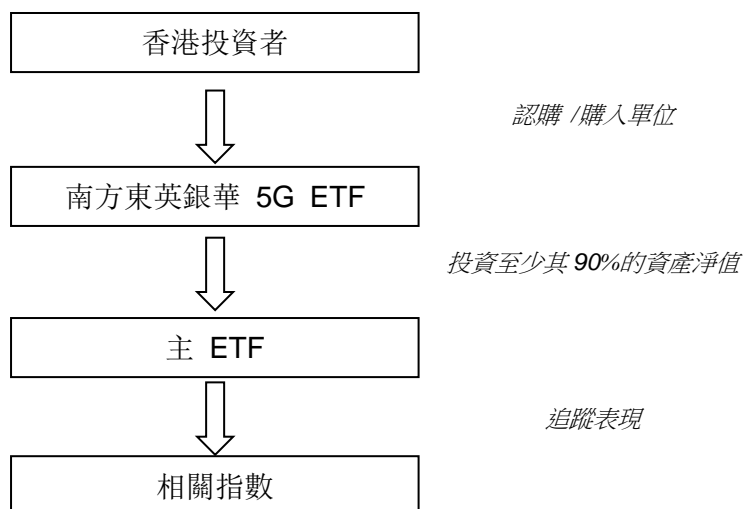 香港投資者
認購 /購入單位
南方東英銀華 5G ETF
投資至少其 90%的資產淨值
主 ETF
追蹤表現
相關指數